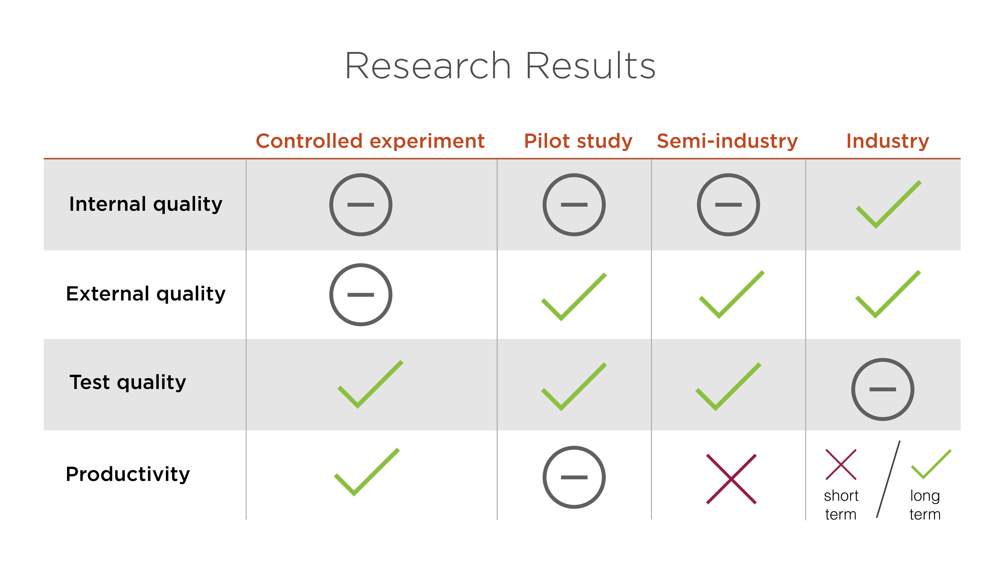 Research Results
Controlled experiment Pilot study Semi-industry Industry
Internal quality
External quality
Test quality
Productivity
short term
long term